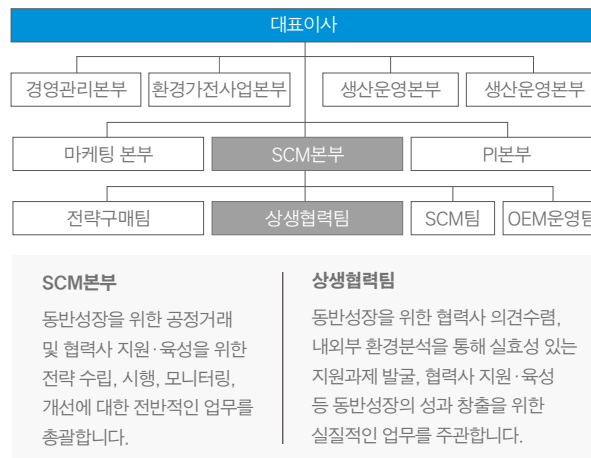 대표이사
경영관리본부 환경가전사업본부 생산운영본부 생산운영본부
마케팅 본부 SCM본부 PI본부
전략구매팀 상생협력팀 SCM팀 OEM운영팀
SCM본부
동반성장을 위한 공정거래
및 협력사 지원·육성을 위한
전략 수립, 시행, 모니터링,
개선에 대한 전반적인 업무를
총괄합니다.
상생협력팀
동반성장을 위한 협력사 의견수렴,
내외부 환경분석을 통해 실효성 있는
지원과제 발굴, 협력사 지원·육성
등 동반성장의 성과 창출을 위한
실질적인 업무를 주관합니다.